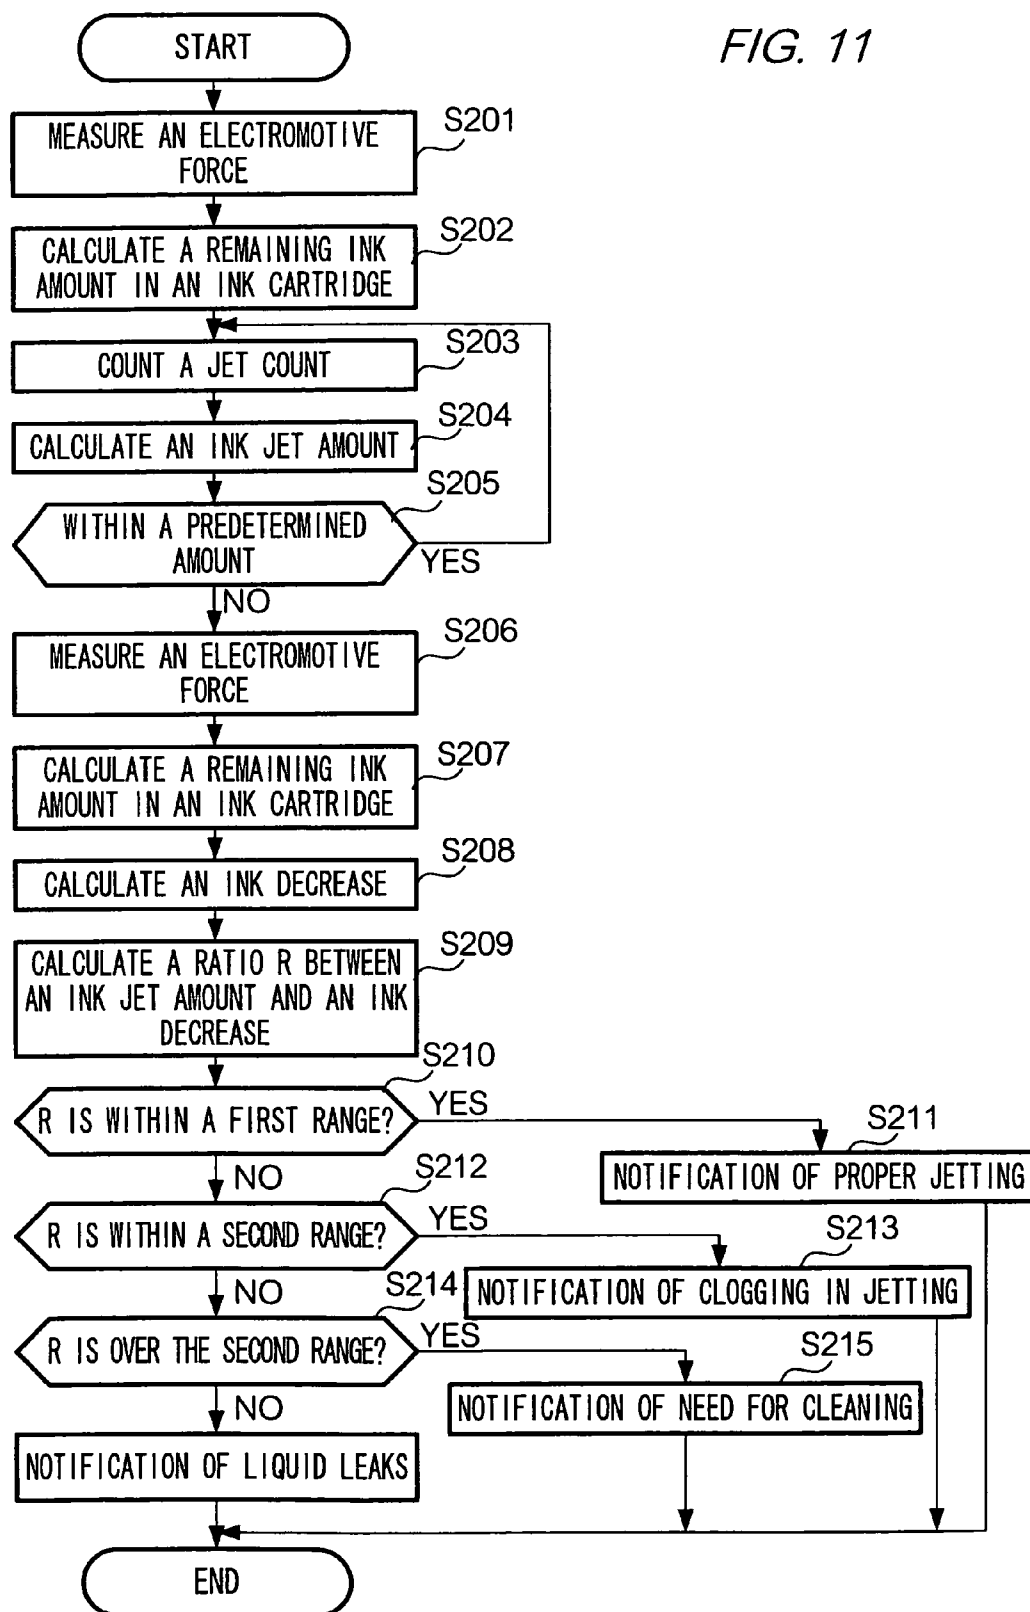 FIG. 11
START
S201
MEASURE AN ELECTROMOTIVE
FORCE
S202
CALCULATE A REMAINING INK
AMOUNT IN AN INK CARTRIDGE
S203
COUNT A JET COUNT
S204
CALCULATE AN INK JET AMOUNT
S205
WITHIN A PREDETERMINED
AMOUNT
YES
NO
S206
MEASURE AN ELECTROMOTIVE
FORCE
S207
CALCULATE A REMAINING INK
AMOUNT IN AN INK CARTRIDGE
S208
CALCULATE AN INK DECREASE
S209
CALCULATE A RATIO R BETWEEN
AN INK JET AMOUNT AND AN INK
DECREASE
S210
R IS WITHIN A FIRST RANGE?
YES
S211
NOTIFICATION OF PROPER JETTING
NO
S212
R IS WITHIN A SECOND RANGE?
YES
S213
NOTIFICATION OF CLOGGING IN JETTING
NO
S214
R IS OVER THE SECOND RANGE?
YES
S215
NOTIFICATION OF NEED FOR CLEANING
NO
NOTIFICATION OF LIQUID LEAKS
END